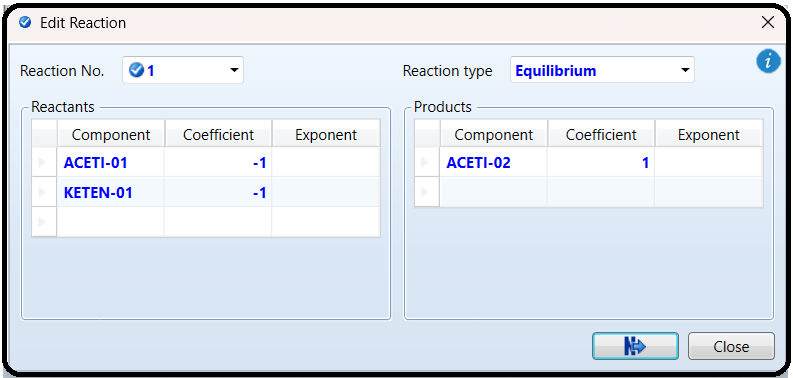 Edit Reaction
Reaction No. 1 Reaction type Equilibrium
Reactants
Component Coefficient Exponent
ACETI-01 -1
KETEN-01 -1
Products
Component Coefficient Exponent
ACETI-02 1
N
Close